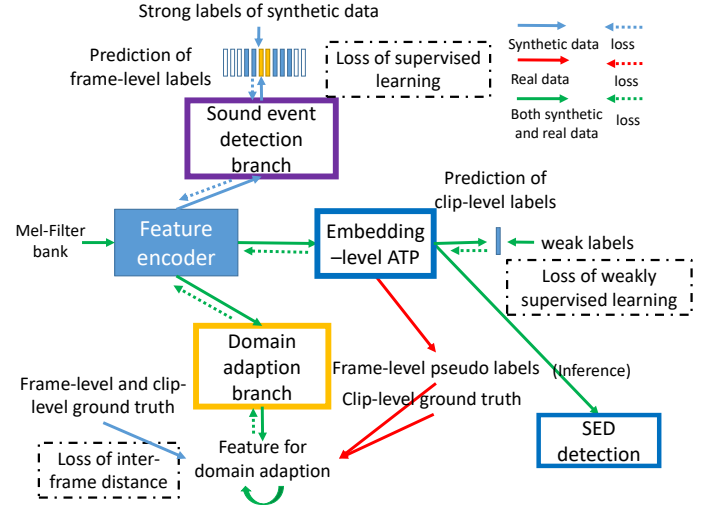 Strong labels of synthetic data
Prediction of
frame-level labels
Loss of supervised
learning
Synthetic data
loss
Real data
loss
Both synthetic
and real data
loss
Sound event
detection
branch
Prediction of
clip-level labels
Mel-Filter
bank
Feature
encoder
Embedding
–level ATP
weak labels
Loss of weakly
supervised learning
Domain
adaption
branch
Frame-level pseudo labels
(Inference)
Clip-level ground truth
Frame-level and clip-
level ground truth
Loss of inter-
frame distance
Feature for
domain adaption
SED
detection